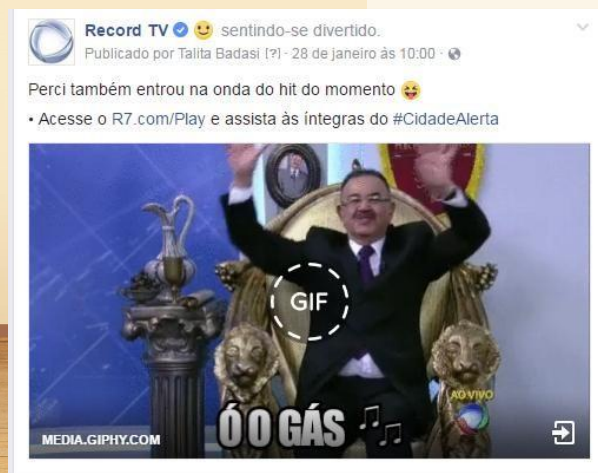 Record TV sentindo-se divertido.
Publicado por Talita Badasi [?] · 28 de janeiro às 10:00 ·
Perci também entrou na onda do hit do momento
• Acesse o R7.com/Play e assista às íntegras do #CidadeAlerta
GIF
AO VIVO
Ó O GÁS
MEDIA.GIPHY.COM